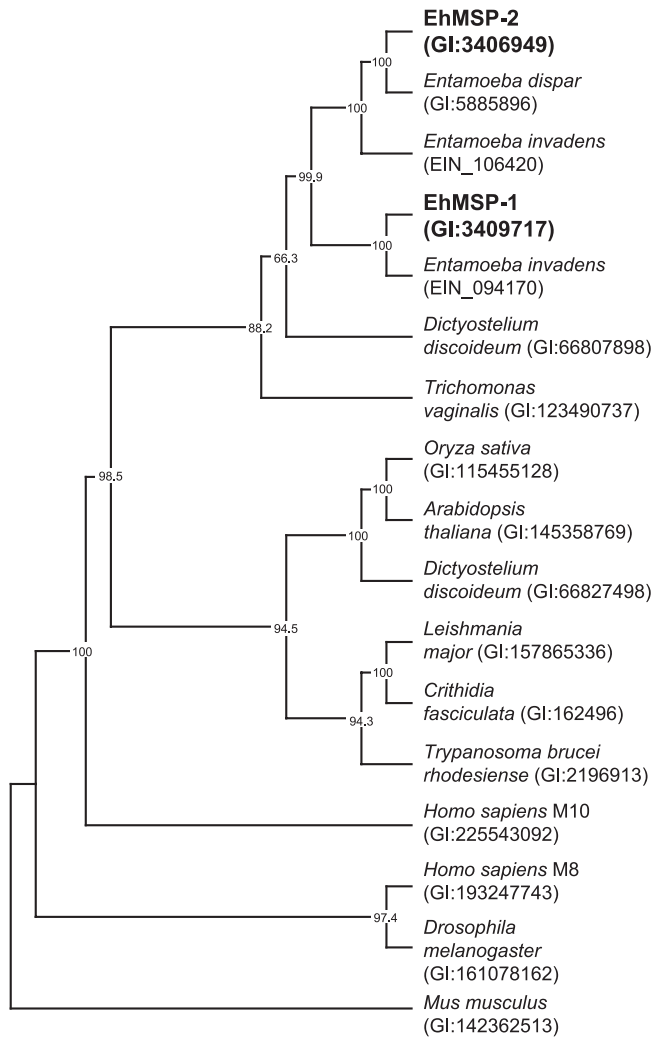 EhMSP-2
(GI:3406949)
100
Entamoeba dispar
(GI:5885896)
100
Entamoeba invadens
(EIN_106420)
99.9
EhMSP-1
(GI:3409717)
100
66.3
Entamoeba invadens
(EIN_094170)
88.2
Dictyostelium
discoideum (GI:66807898)
Trichomonas
vaginalis (GI:123490737)
98.5
Oryza sativa
(GI:115455128)
100
Arabidopsis
thaliana (GI:145358769)
100
Dictyostelium
discoideum (GI:66827498)
94.5
Leishmania
major (GI:157865336)
100
100
Crithidia
fasciculata (GI:162496)
94.3
Trypanosoma brucei
rhodesiense (GI:2196913)
Homo sapiens M10
(GI:225543092)
Homo sapiens M8
(GI:193247743)
97.4
Drosophila
melanogaster
(GI:161078162)
Mus musculus
(GI:142362513)